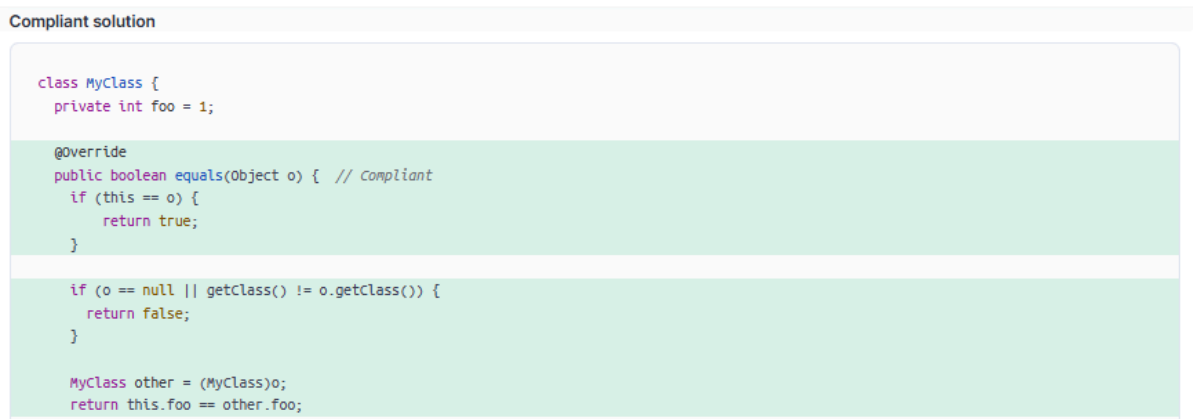 Compliant solution
class MyClass {
private int foo = 1;
@Override
public boolean equals(Object o) { // Compliant
if (this == o) {
return true;
}
if (o == null || getClass() != o.getClass()) {
return false;
}
MyClass other = (MyClass)o;
return this.foo == other.foo;